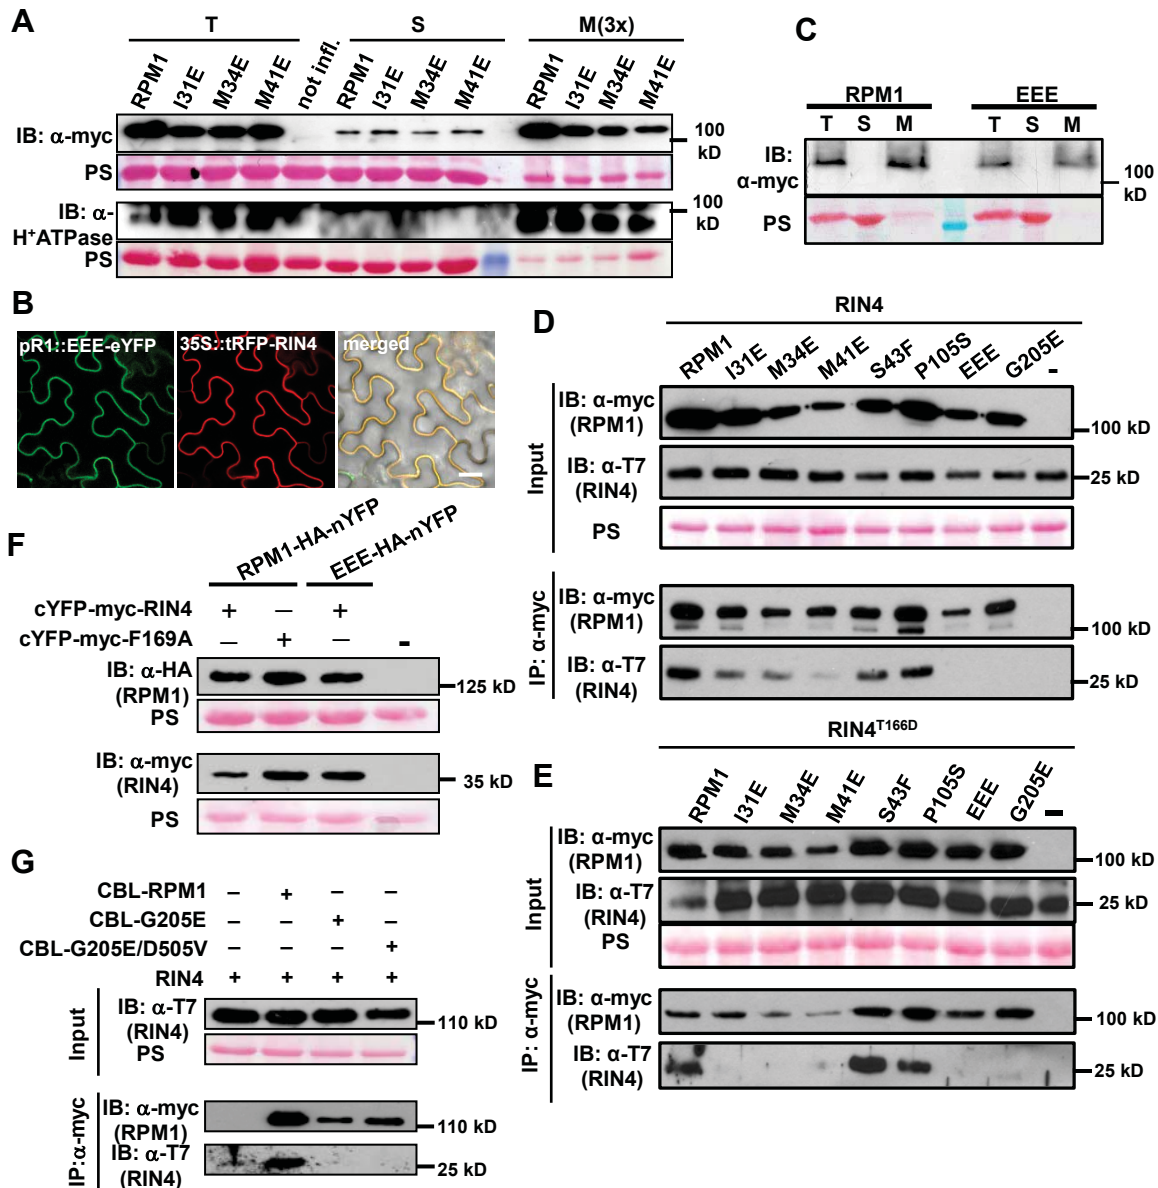 A
T
S
M(3x)
RPM1 I31E M34E M41E not infl. RPM1 I31E M34E M41E RPM1 I31E M34E M41E
IB: α-myc
100 kD
PS
IB: α-H⁺ATPase
100 kD
PS
C
RPM1 EEE
T S M T S M
IB: α-myc
100 kD
PS
B
pR1::EEE-eYFP
35S::tRFP-RIN4
merged
D
RIN4
RPM1 I31E M34E M41E S43F P105S EEE G205E -
Input
IB: α-myc (RPM1)
100 kD
IB: α-T7 (RIN4)
25 kD
PS
IP: α-myc
IB: α-myc (RPM1)
100 kD
IB: α-T7 (RIN4)
25 kD
F
RPM1-HA-nYFP EEE-HA-nYFP
cYFP-myc-RIN4 + — +
cYFP-myc-F169A — + — -
IB: α-HA (RPM1)
125 kD
PS
IB: α-myc (RIN4)
35 kD
PS
E
RIN4ᵀ¹⁶⁶ᴰ
RPM1 I31E M34E M41E S43F P105S EEE G205E –
Input
IB: α-myc (RPM1)
100 kD
IB: α-T7 (RIN4)
25 kD
PS
IP: α-myc
IB: α-myc (RPM1)
100 kD
IB: α-T7 (RIN4)
25 kD
G
CBL-RPM1 – + – –
CBL-G205E – – + –
CBL-G205E/D505V – – – +
RIN4 + + + +
Input
IB: α-T7 (RIN4)
110 kD
PS
IP:α-myc
IB: α-myc (RPM1)
110 kD
IB: α-T7 (RIN4)
25 kD